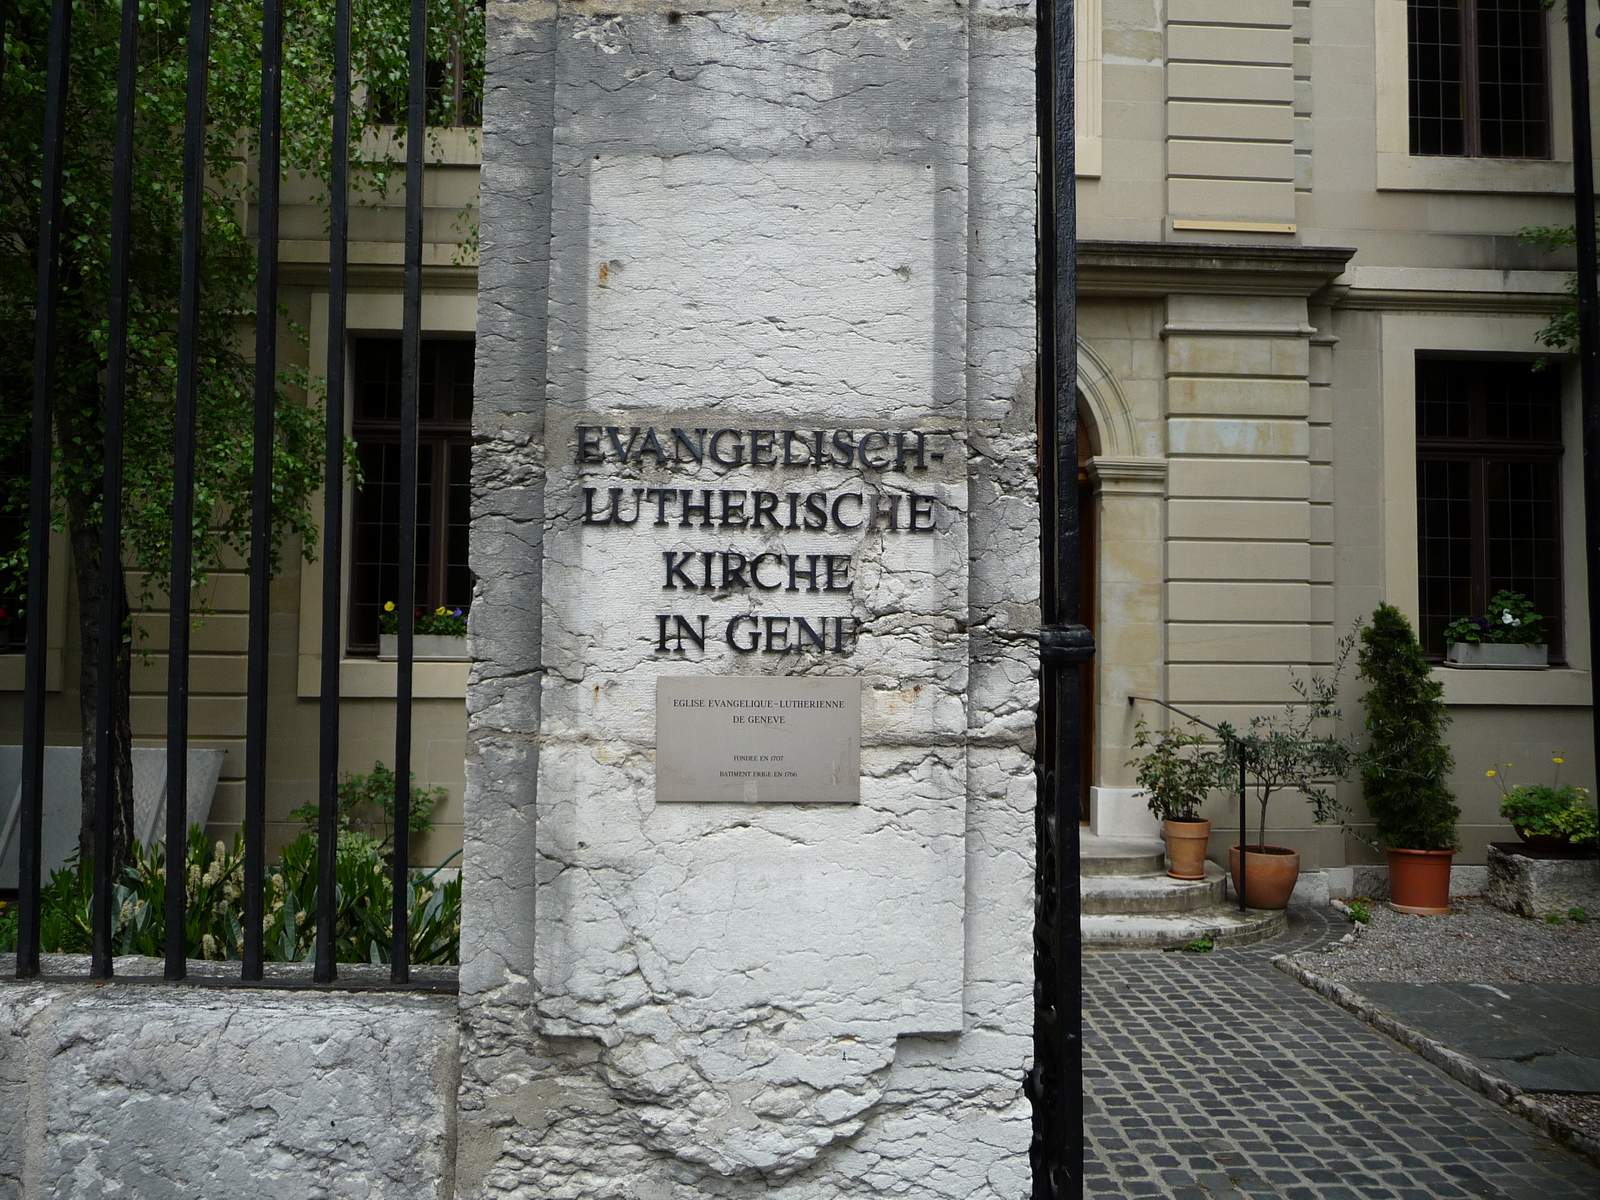 EVANGELISCH-
LUTHERISCHE
KIRCHE
IN GENF
EGLISE EVANGELIQUE-LUTHERIENNE
DE GENEVE
FONDEE EN 1707
BATIMENT ERIGE EN 1766